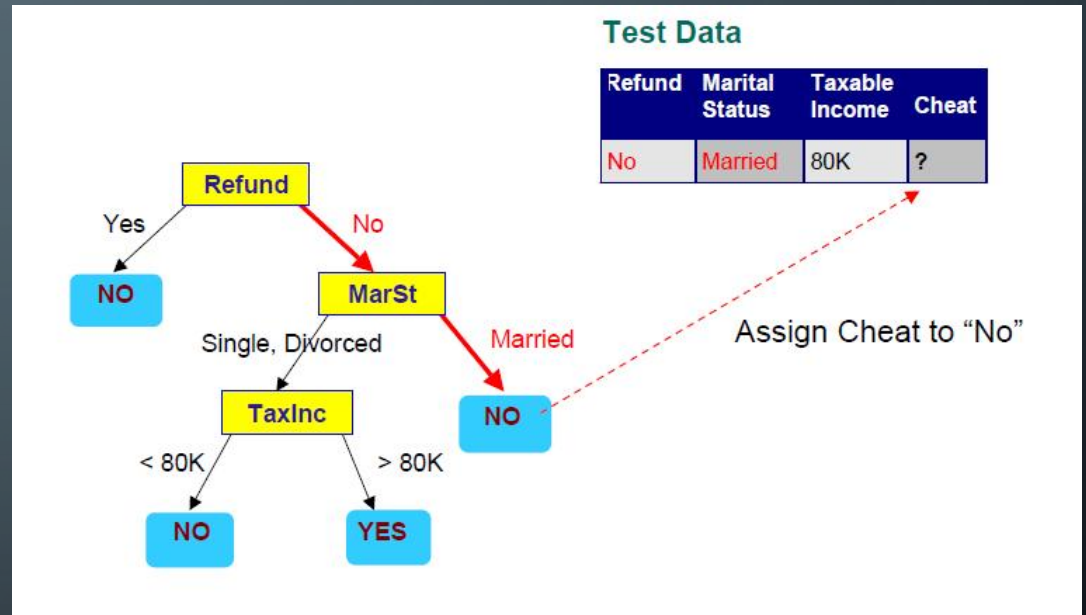 Test Data
Refund Marital Status Taxable Income Cheat
No Married 80K ?
Refund
Yes
No
NO
MarSt
Single, Divorced
Married
Assign Cheat to “No”
TaxInc
NO
< 80K
> 80K
NO
YES